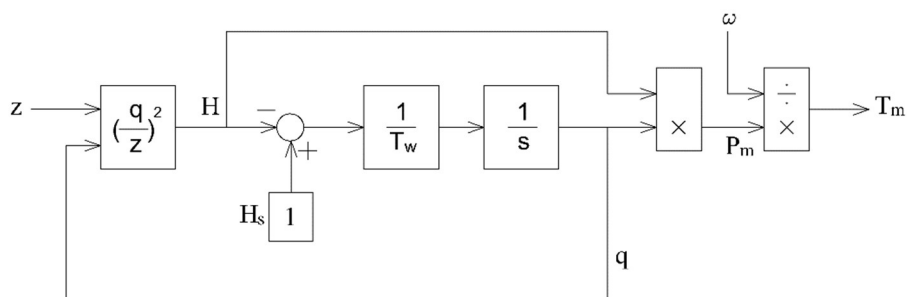 ω
z
(q/z)²
H
−
+
1/Tw
1/s
×
Pm
÷
×
Tm
Hs
1
q